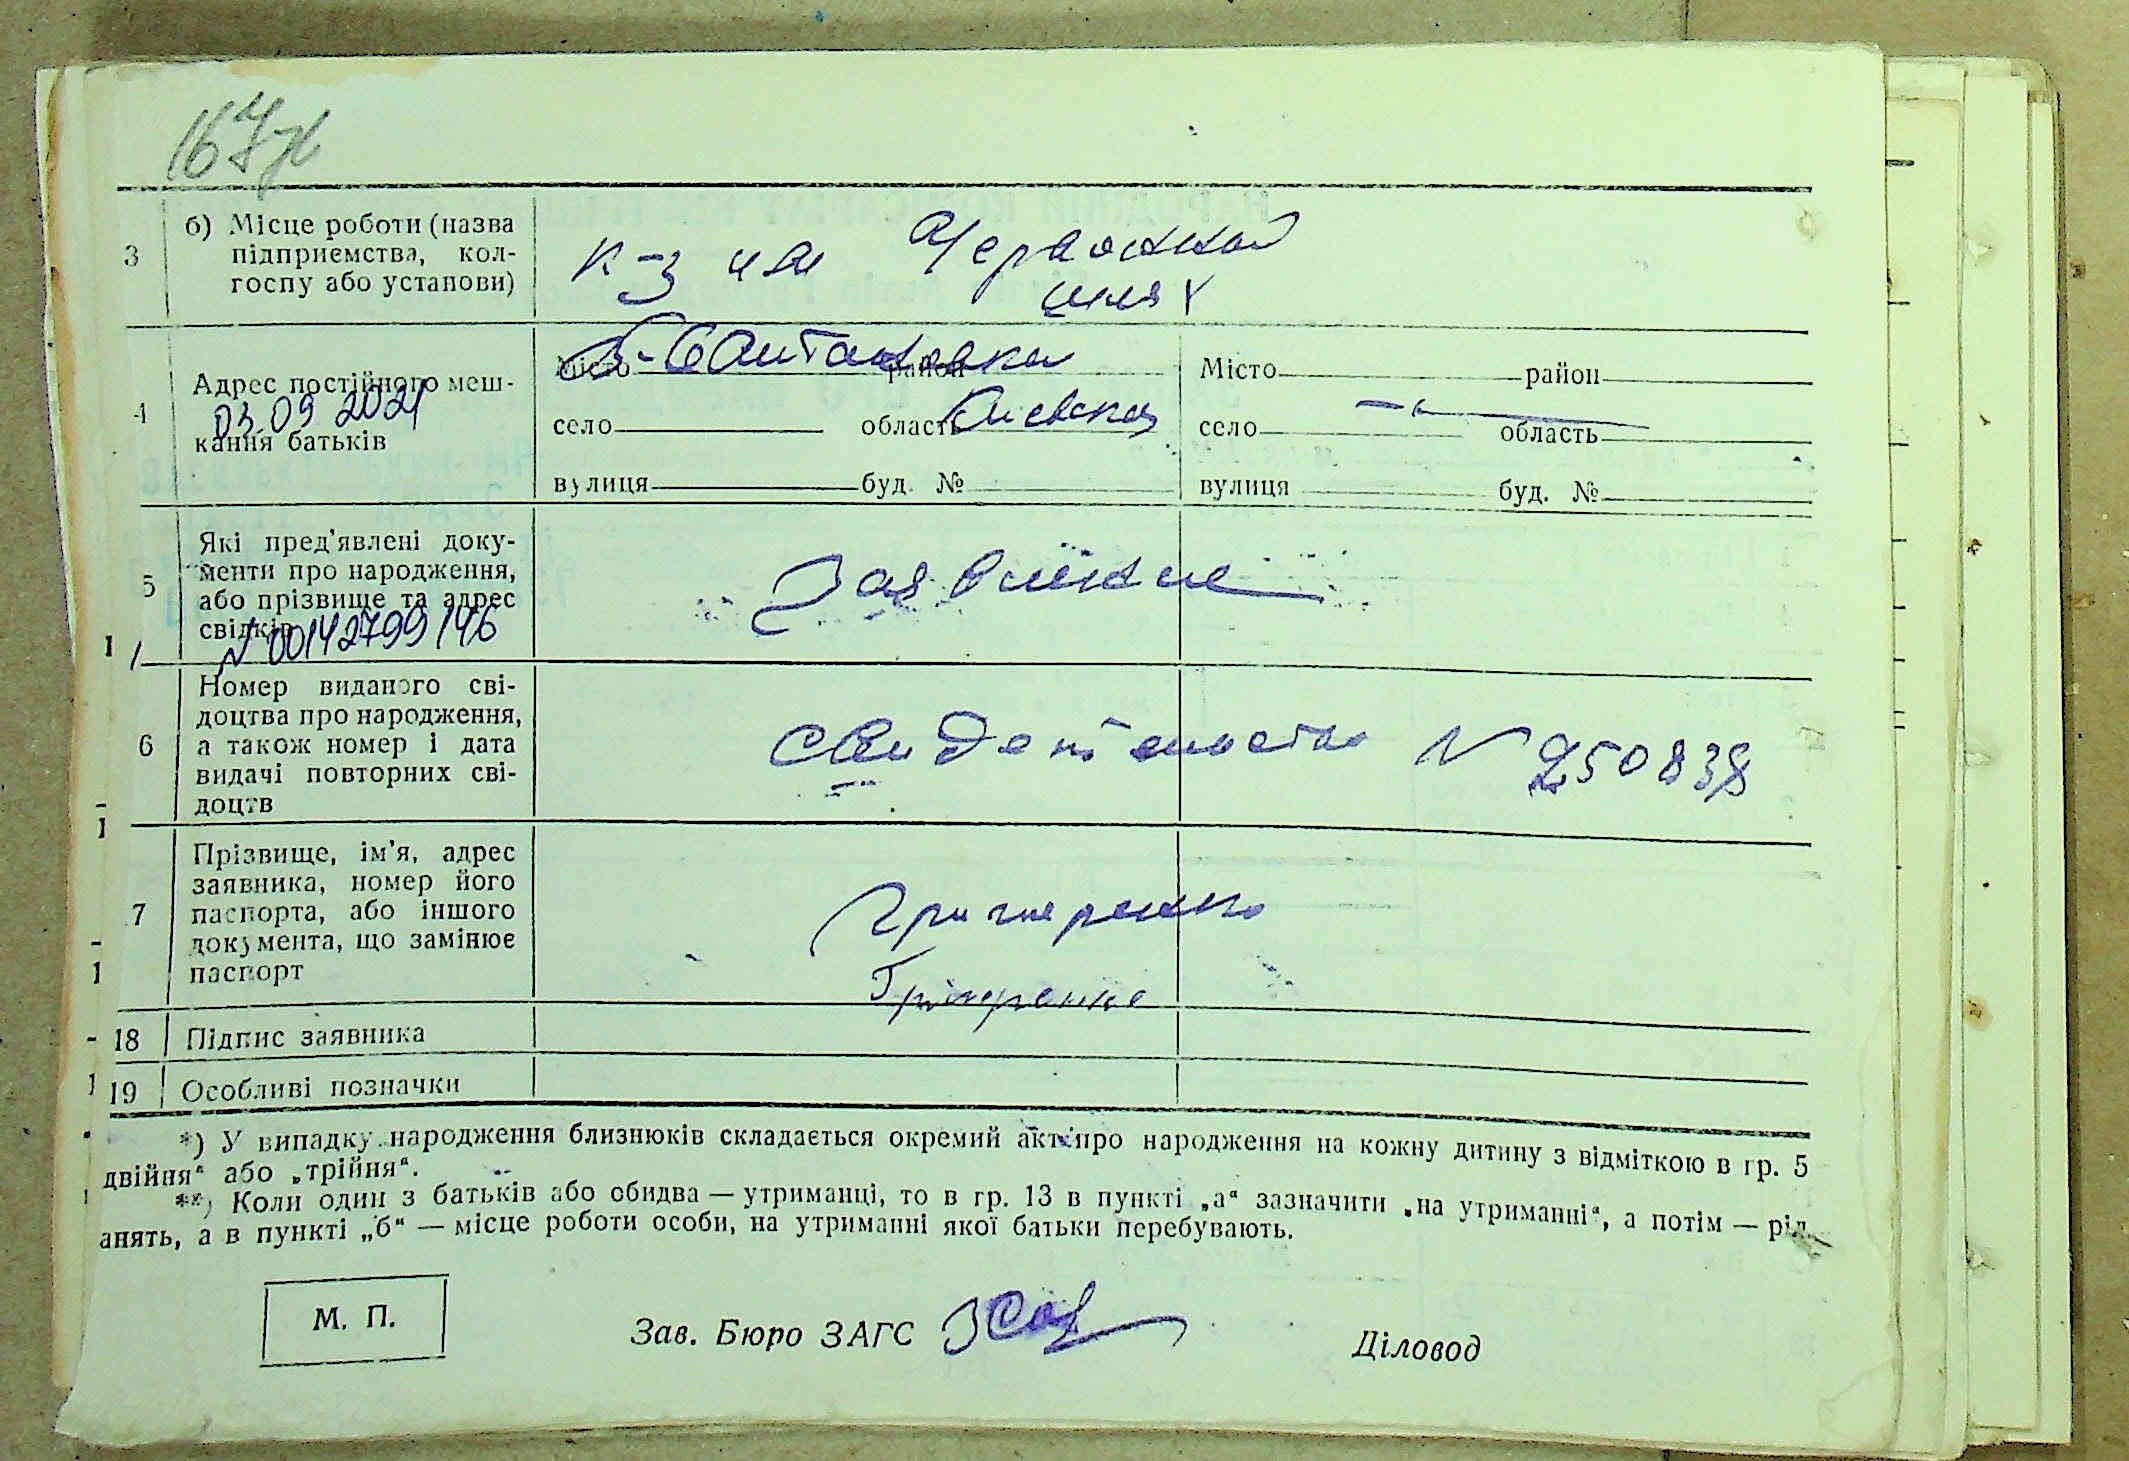 167
3
б) Місце роботи (назва
підприємства, кол-
госпу або установи)
к-з им Червонный
шлях
4
Адрес постійного меш-
03.09 2021
кання батьків
Місто район
Місто район
село область
село область
вулиця буд. №
вулиця буд. №
5
Які пред'явлені доку-
менти про народження,
або прізвище та адрес
свідків
N 00142799146
Заявление
6
Номер виданого сві-
доцтва про народження,
а також номер і дата
видачі повторних сві-
доцтв
свидетельство N 250838
7
Прізвище, ім'я, адрес
заявника, номер його
паспорта, або іншого
документа, що замінює
паспорт
Григоренко
Григоренко
18 Підпис заявника
19 Особливі позначки
*) У випадку народження близнюків складається окремий акт про народження на кожну дитину з відміткою в гр. 5
двійня" або „трійня".
**) Коли один з батьків або обидва — утриманці, то в гр. 13 в пункті „а" зазначити „на утриманні", а потім — рід
анять, а в пункті „б" — місце роботи особи, на утриманні якої батьки перебувають.
М. П.
Зав. Бюро ЗАГС
Діловод